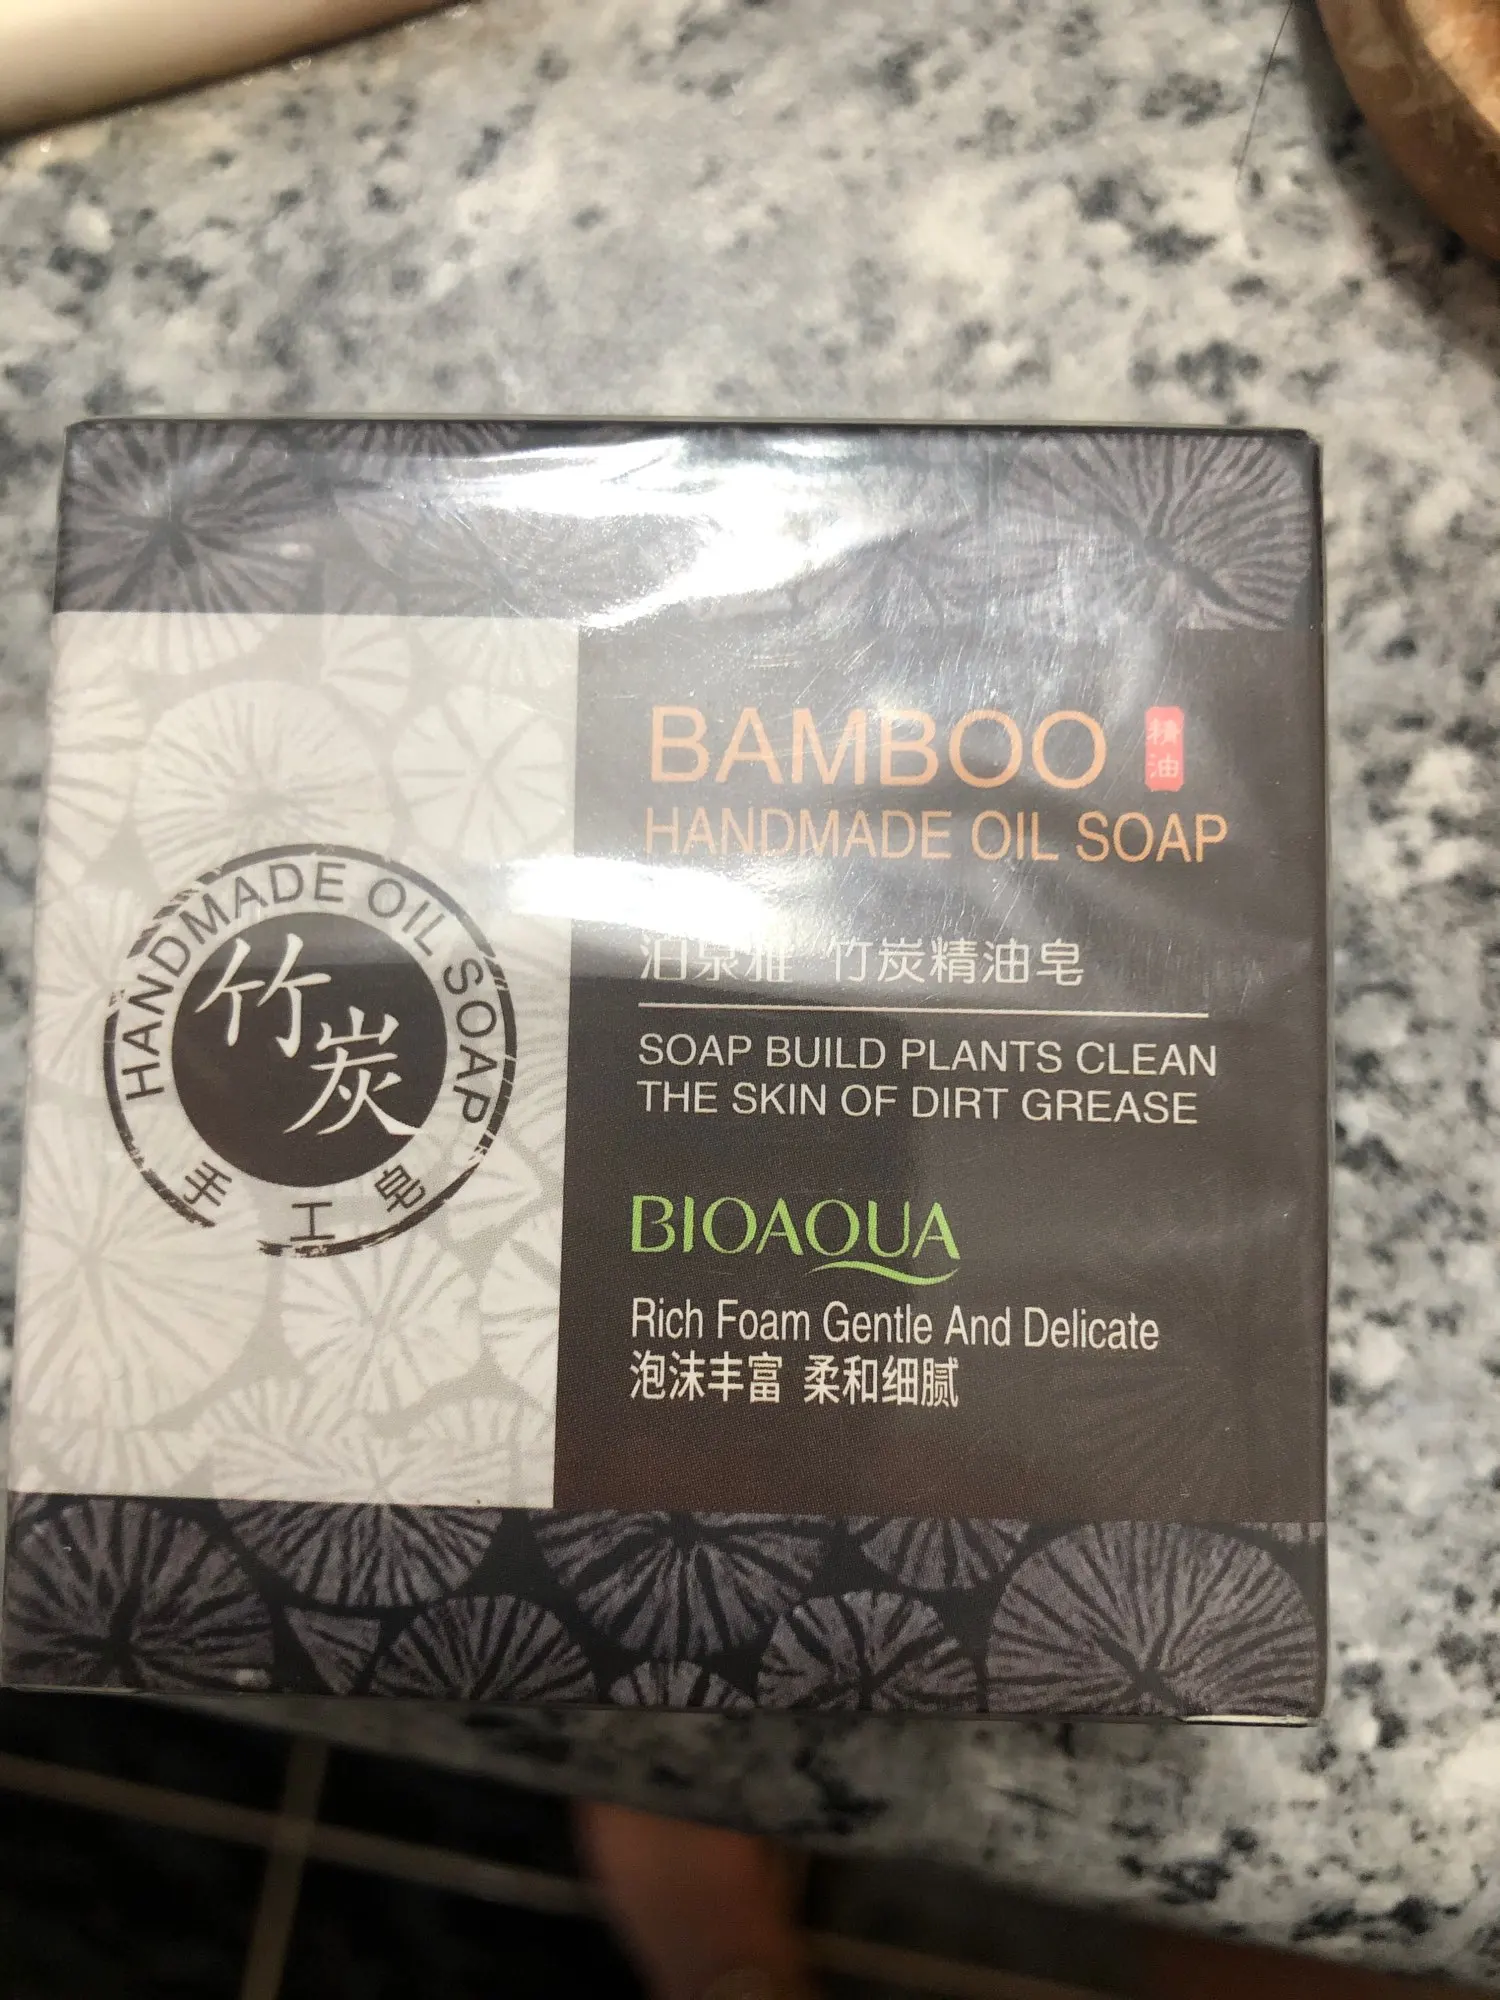 BAMBOO
精油
HANDMADE OIL SOAP
泊泉雅 竹炭精油皂
SOAP BUILD PLANTS CLEAN
THE SKIN OF DIRT GREASE
BIOAQUA
Rich Foam Gentle And Delicate
泡沫丰富 柔和细腻
HANDMADE OIL SOAP
竹炭
手工皂